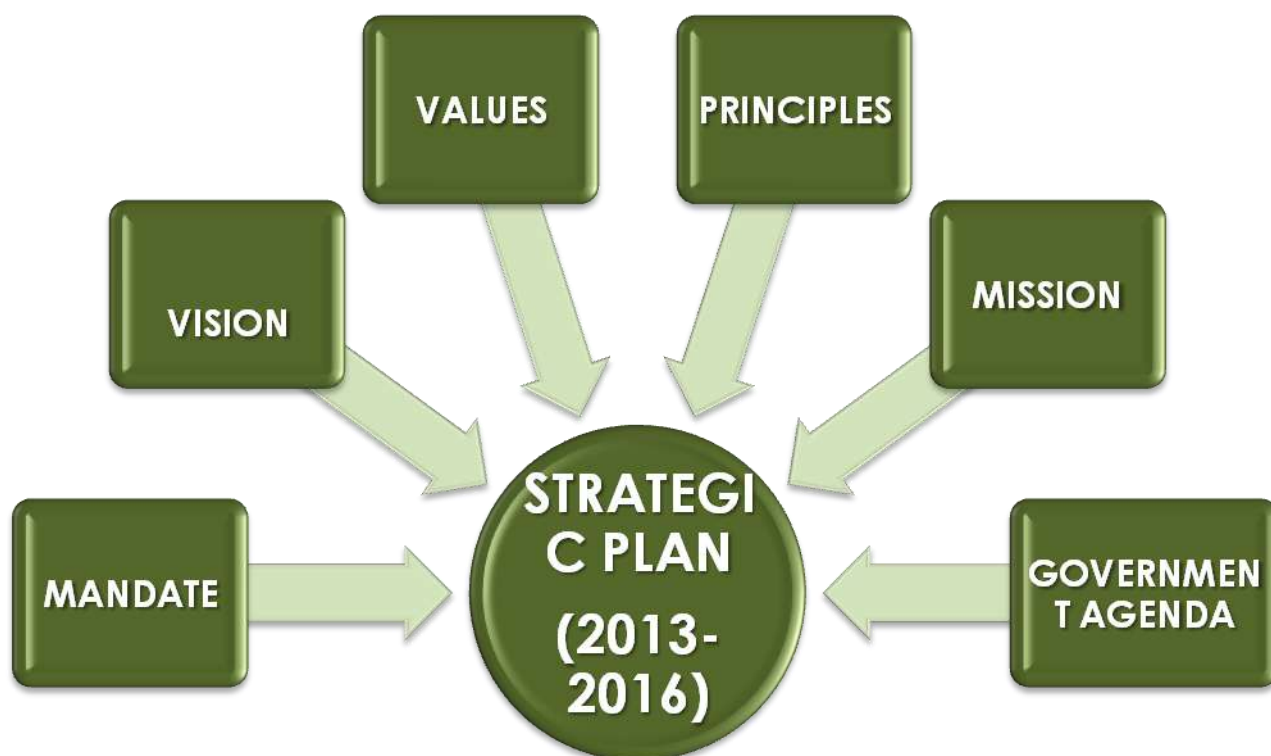 VALUES
PRINCIPLES
VISION
MISSION
MANDATE
STRATEGI
C PLAN
(2013-
2016)
GOVERNMEN
T AGENDA